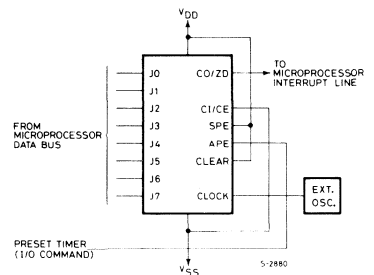 VDD
J0 CO/ZD
J1
J2 CI/CE
J3 SPE
J4 APE
J5 CLEAR
J6
J7 CLOCK
TO
MICROPROCESSOR
INTERRUPT LINE
FROM
MICROPROCESSOR
DATA BUS
EXT.
OSC.
PRESET TIMER
(I/O COMMAND)
VSS
S-2880